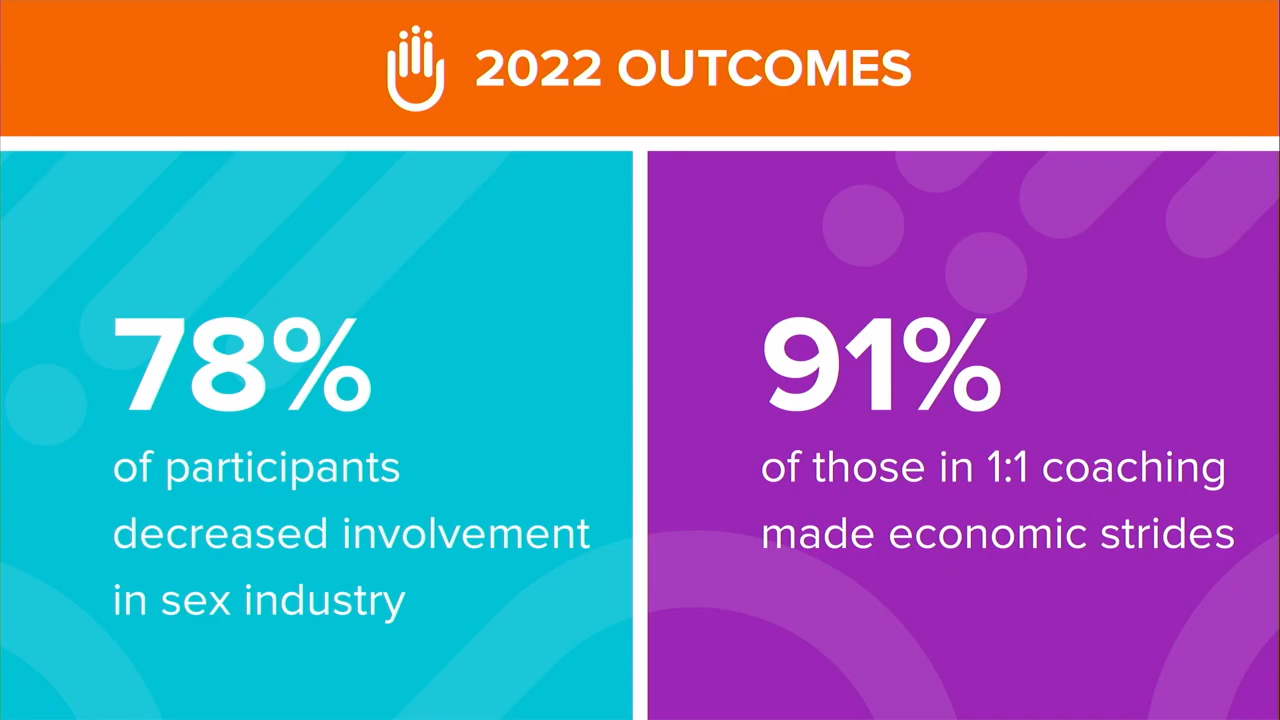 2022 OUTCOMES
78%
of participants
decreased involvement
in sex industry
91%
of those in 1:1 coaching
made economic strides